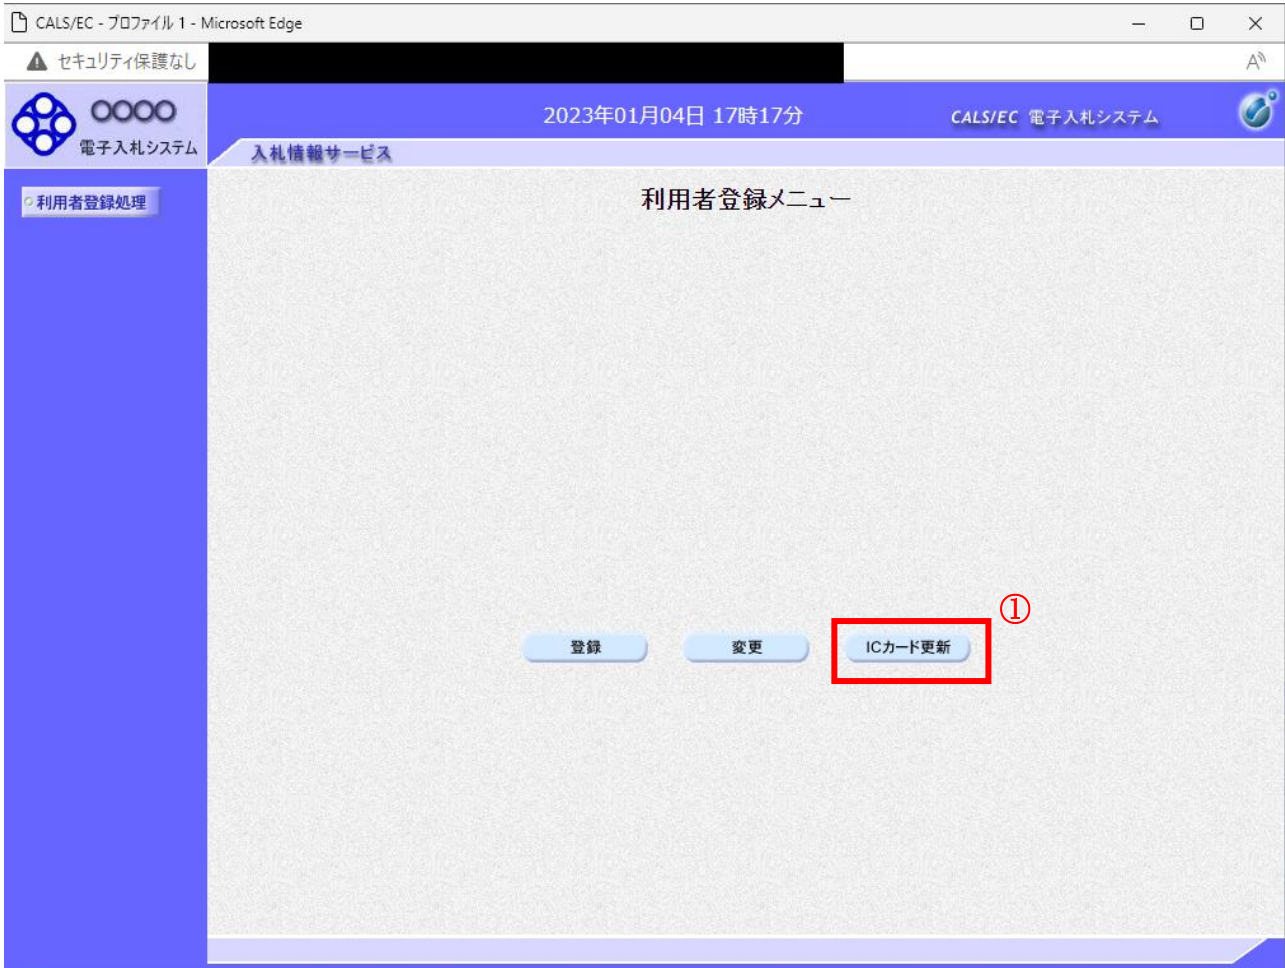 CALS/EC - プロファイル 1 - Microsoft Edge
セキュリティ保護なし
OOOO
電子入札システム
2023年01月04日 17時17分
CALS/EC 電子入札システム
入札情報サービス
利用者登録処理
利用者登録メニュー
①
登録
変更
ICカード更新